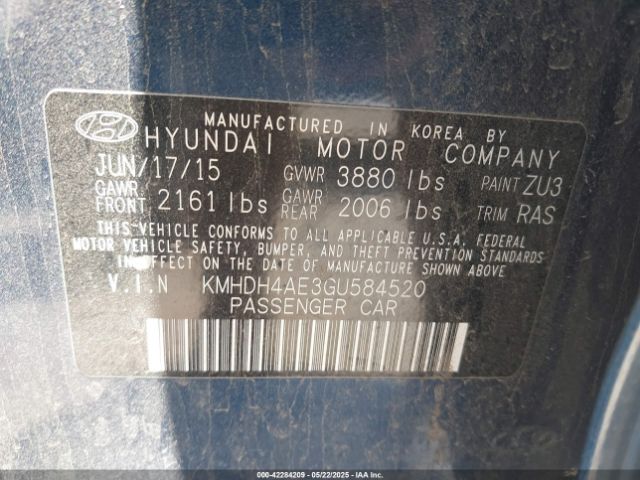 MANUFACTURED IN KOREA BY
HYUNDAI MOTOR COMPANY
JUN/17/15 GVWR 3880 lbs PAINT ZU3
GAWR FRONT 2161 lbs GAWR REAR 2006 lbs TRIM RAS
THIS VEHICLE CONFORMS TO ALL APPLICABLE U.S.A. FEDERAL
MOTOR VEHICLE SAFETY, BUMPER, AND THEFT PREVENTION STANDARDS
IN EFFECT ON THE DATE OF MANUFACTURE SHOWN ABOVE
V.I.N KMHDH4AE3GU584520
PASSENGER CAR
000-42284209 - 05/22/2025 - COPART.COM